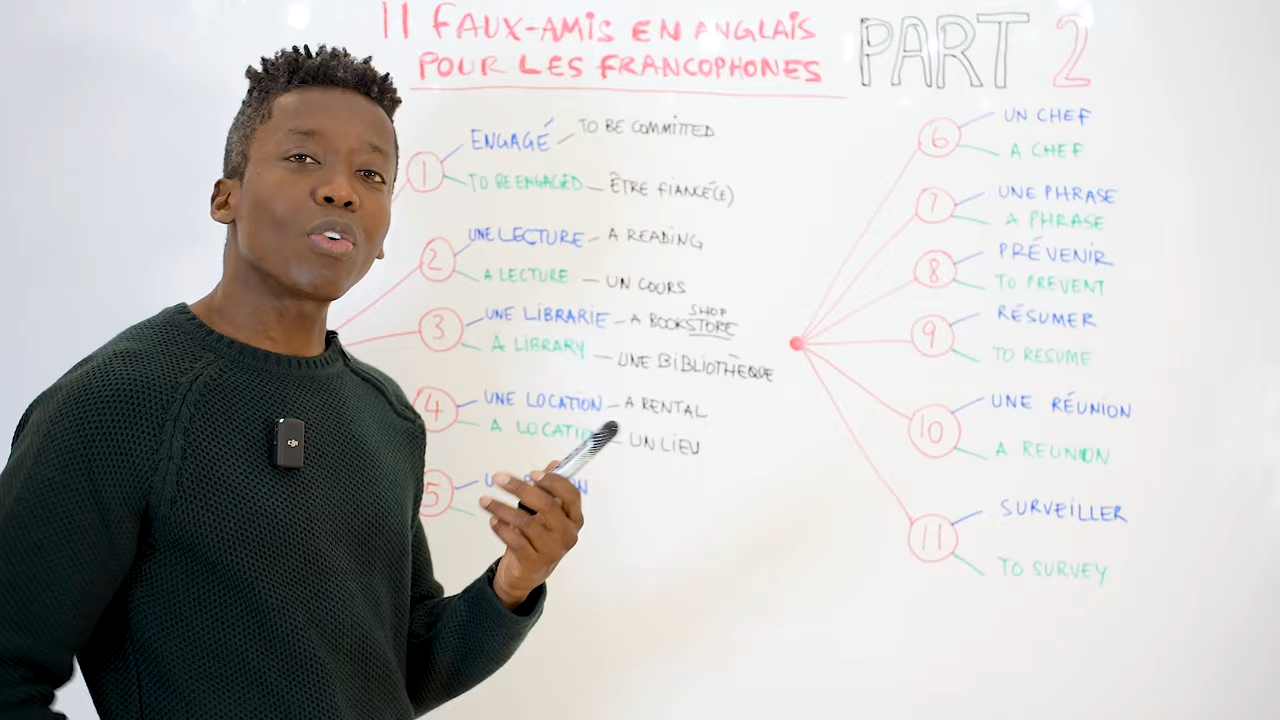 11 FAUX-AMIS EN ANGLAIS
POUR LES FRANCOPHONES
PART 2
1
ENGAGÉ
TO BE COMMITTED
TO BE ENGAGED — ÊTRE FIANCÉ(E)
2
UNE LECTURE — A READING
A LECTURE — UN COURS
3
SHOP
UNE LIBRARIE — A BOOKSTORE
A LIBRARY — UNE BIBLIOTHÈQUE
4
UNE LOCATION — A RENTAL
A LOCATION — UN LIEU
5
6
UN CHEF
A CHEF
7
UNE PHRASE
A PHRASE
8
PRÉVENIR
TO PREVENT
9
RÉSUMER
TO RESUME
10
UNE RÉUNION
A REUNION
11
SURVEILLER
TO SURVEY
dji